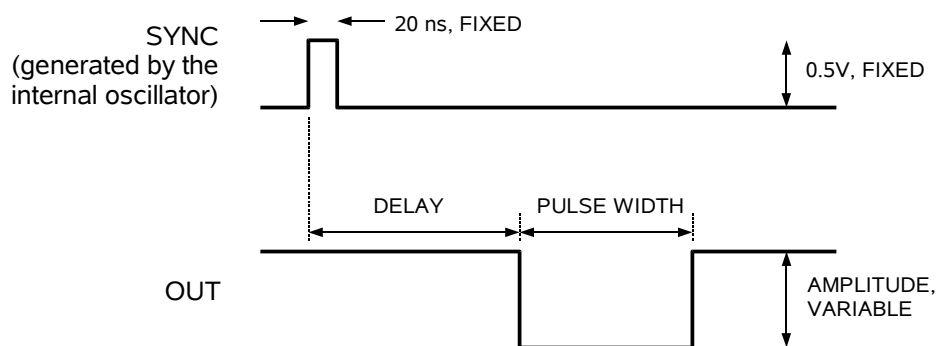 20 ns, FIXED
SYNC
(generated by the
internal oscillator)
0.5V, FIXED
DELAY
PULSE WIDTH
OUT
AMPLITUDE,
VARIABLE